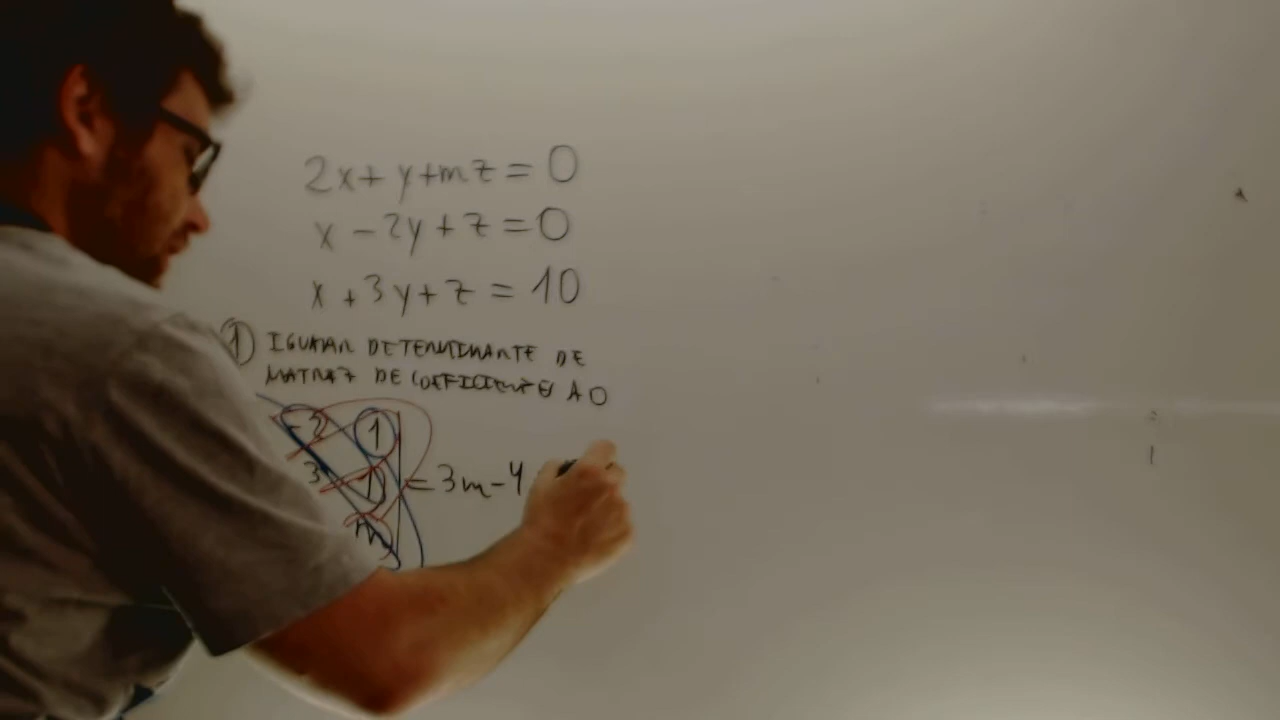 2x + y + mz = 0
x - 2y + z = 0
x + 3y + z = 10
1) IGUALAR DETERMINANTE DE
MATRIZ DE COEFICIENTES A 0
-2 1
3 1 = 3m - 4
m